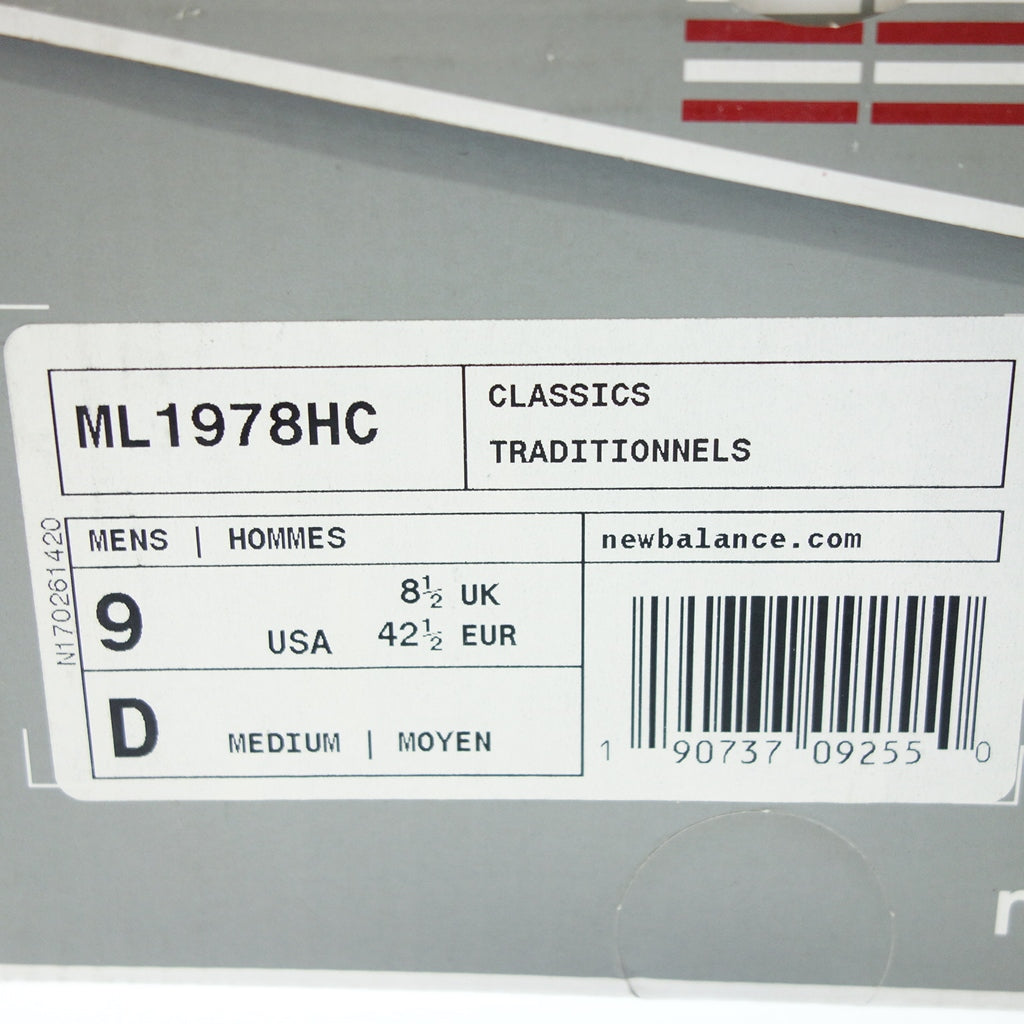 ML1978HC
CLASSICS
TRADITIONNELS
N170261420
MENS | HOMMES
newbalance.com
9 USA
8½ UK
42½ EUR
D MEDIUM | MOYEN
1 90737 09255 0